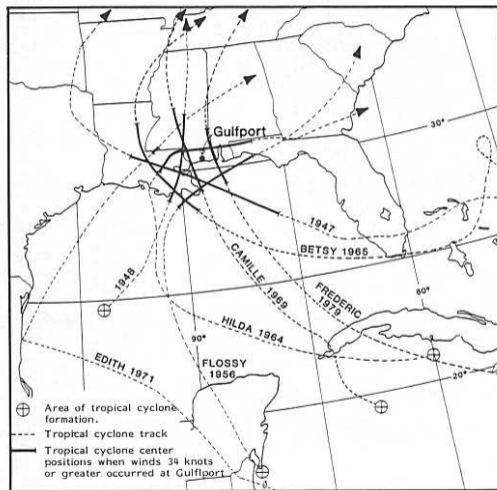 Gulfport
30°
1947
BETSY 1965
1948
CAMILLE 1969
FREDERIC
1979
60°
HILDA 1964
90°
EDITH 1971
FLOSSY
1956
20°
Area of tropical cyclone
formation.
Tropical cyclone track
Tropical cyclone center
positions when winds 34 knots
or greater occurred at Gulflport